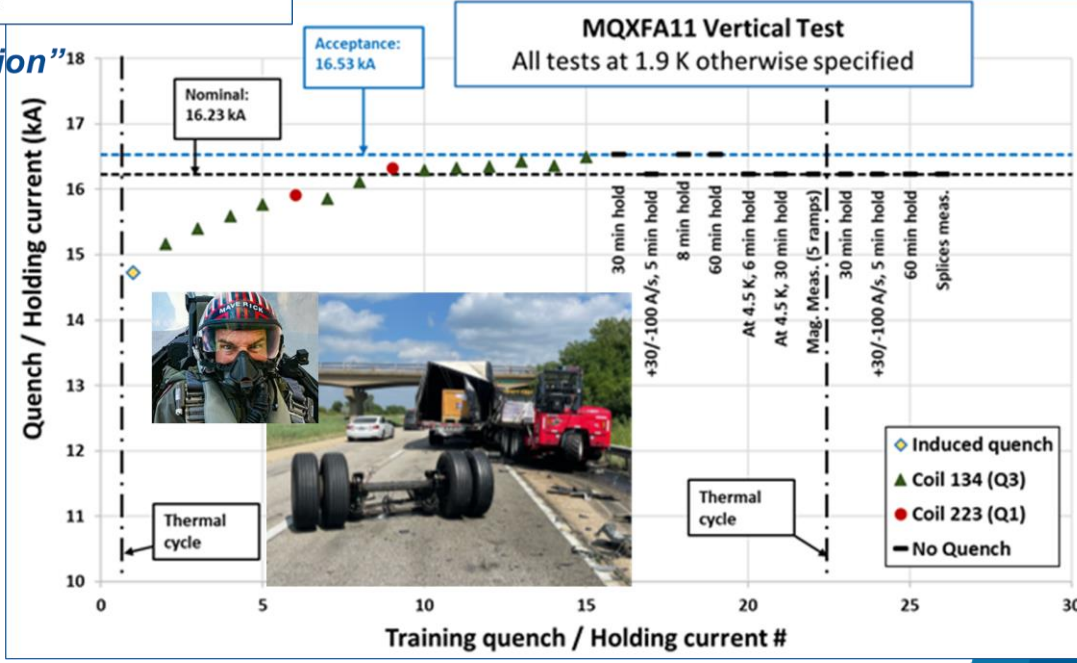 ion”
MQXFA11 Vertical Test
All tests at 1.9 K otherwise specified
Acceptance:
16.53 kA
Nominal:
16.23 kA
Quench / Holding current (kA)
18
17
16
15
14
13
12
11
10
30 min hold
+30/-100 A/s, 5 min hold
8 min hold
60 min hold
At 4.5 K, 6 min hold
At 4.5 K, 30 min hold
Mag. Meas. (5 ramps)
30 min hold
+30/-100 A/s, 5 min hold
60 min hold
Splices meas.
MAVERICK
Induced quench
Coil 134 (Q3)
Coil 223 (Q1)
No Quench
Thermal
cycle
Thermal
cycle
0 5 10 15 20 25 30
Training quench / Holding current #